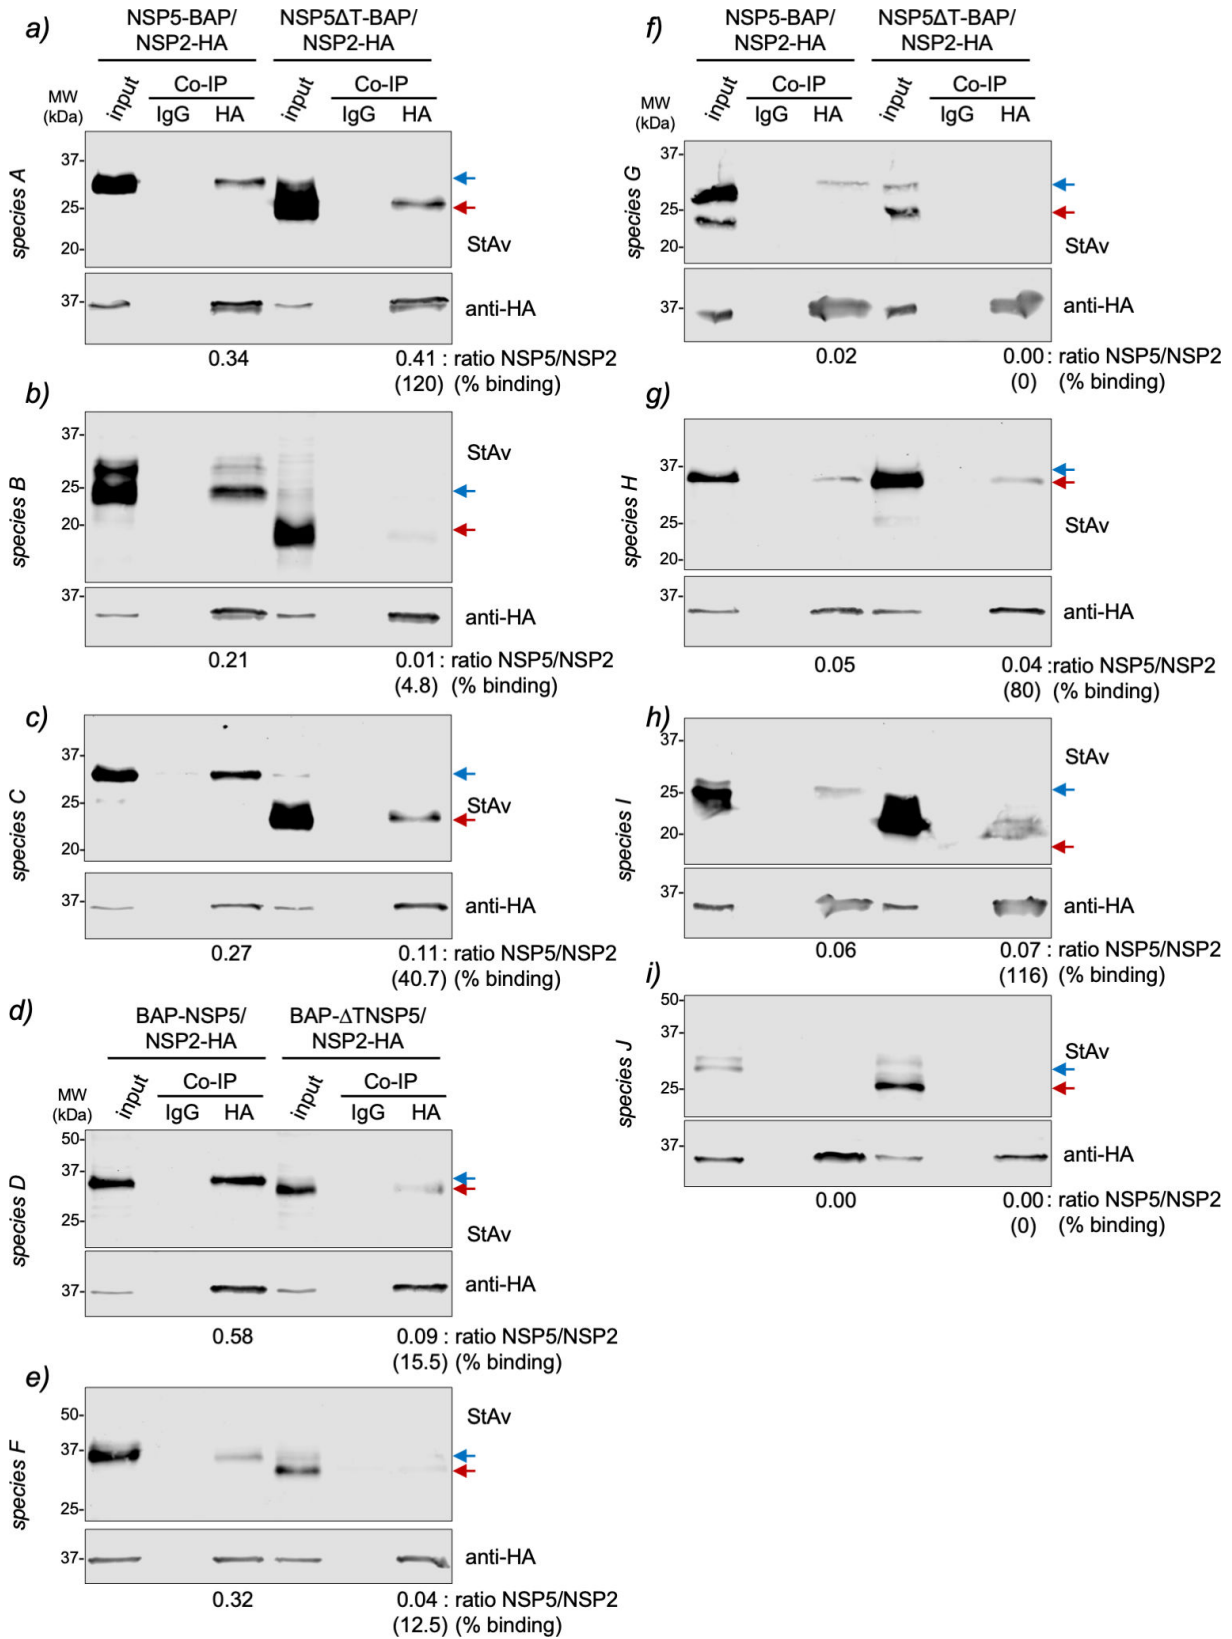 a)
NSP5-BAP/ NSP5ΔT-BAP/
NSP2-HA NSP2-HA
Co-IP Co-IP
MW
(kDa)
input IgG HA input IgG HA
species A
37-
25-
20-
StAv
37-
anti-HA
0.34 0.41 : ratio NSP5/NSP2
(120) (% binding)
b)
species B
37-
25-
20-
StAv
37-
anti-HA
0.21 0.01 : ratio NSP5/NSP2
(4.8) (% binding)
c)
species C
37-
25-
20-
StAv
37-
anti-HA
0.27 0.11 : ratio NSP5/NSP2
(40.7) (% binding)
d)
BAP-NSP5/ BAP-ΔTNSP5/
NSP2-HA NSP2-HA
Co-IP Co-IP
MW
(kDa)
input IgG HA input IgG HA
species D
50-
37-
25-
StAv
37-
anti-HA
0.58 0.09 : ratio NSP5/NSP2
(15.5) (% binding)
e)
species F
50-
37-
25-
StAv
37-
anti-HA
0.32 0.04 : ratio NSP5/NSP2
(12.5) (% binding)
f)
NSP5-BAP/ NSP5ΔT-BAP/
NSP2-HA NSP2-HA
Co-IP Co-IP
MW
(kDa)
input IgG HA input IgG HA
species G
37-
25-
20-
StAv
37-
anti-HA
0.02 0.00 : ratio NSP5/NSP2
(0) (% binding)
g)
species H
37-
25-
20-
StAv
37-
anti-HA
0.05 0.04 :ratio NSP5/NSP2
(80) (% binding)
h)
species I
37-
25-
20-
StAv
37-
anti-HA
0.06 0.07 : ratio NSP5/NSP2
(116) (% binding)
i)
species J
50-
37-
25-
StAv
37-
anti-HA
0.00 0.00 : ratio NSP5/NSP2
(0) (% binding)